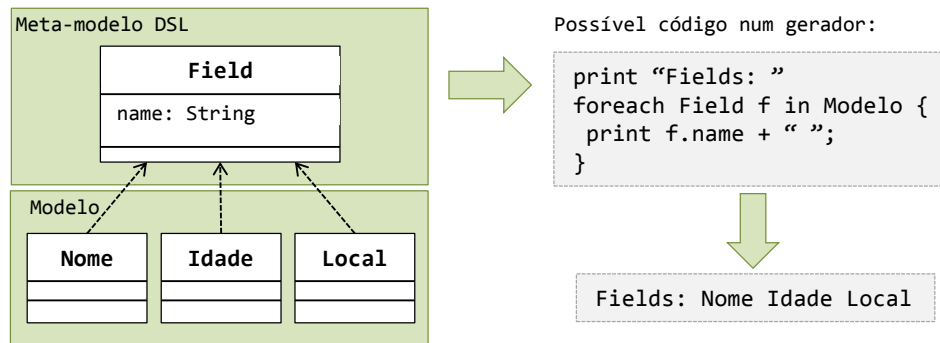 Meta-modelo DSL
Field
name: String
Modelo
Nome
Idade
Local
Possível código num gerador:
print “Fields: ”
foreach Field f in Modelo {
print f.name + “ ”;
}
Fields: Nome Idade Local